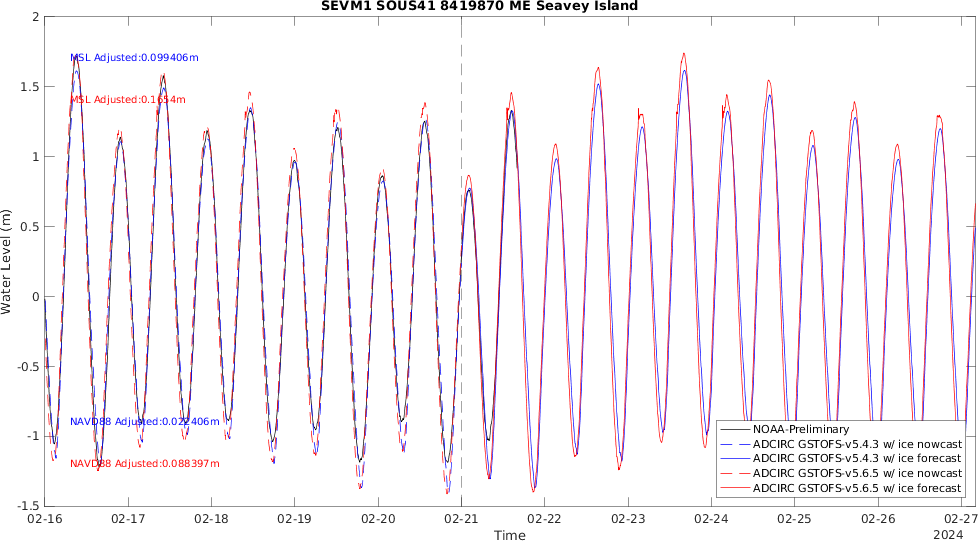 SEVM1 SOUS41 8419870 ME Seavey Island
2
1.5
1
0.5
0
-0.5
-1
-1.5
Water Level (m)
MSL Adjusted:0.099406m
MSL Adjusted:0.1654m
NAVD88 Adjusted:0.022406m
NAVD88 Adjusted:0.088397m
NOAA-Preliminary
ADCIRC GSTOFS-v5.4.3 w/ ice nowcast
ADCIRC GSTOFS-v5.4.3 w/ ice forecast
ADCIRC GSTOFS-v5.6.5 w/ ice nowcast
ADCIRC GSTOFS-v5.6.5 w/ ice forecast
02-16 02-17 02-18 02-19 02-20 02-21 02-22 02-23 02-24 02-25 02-26 02-27
Time
2024